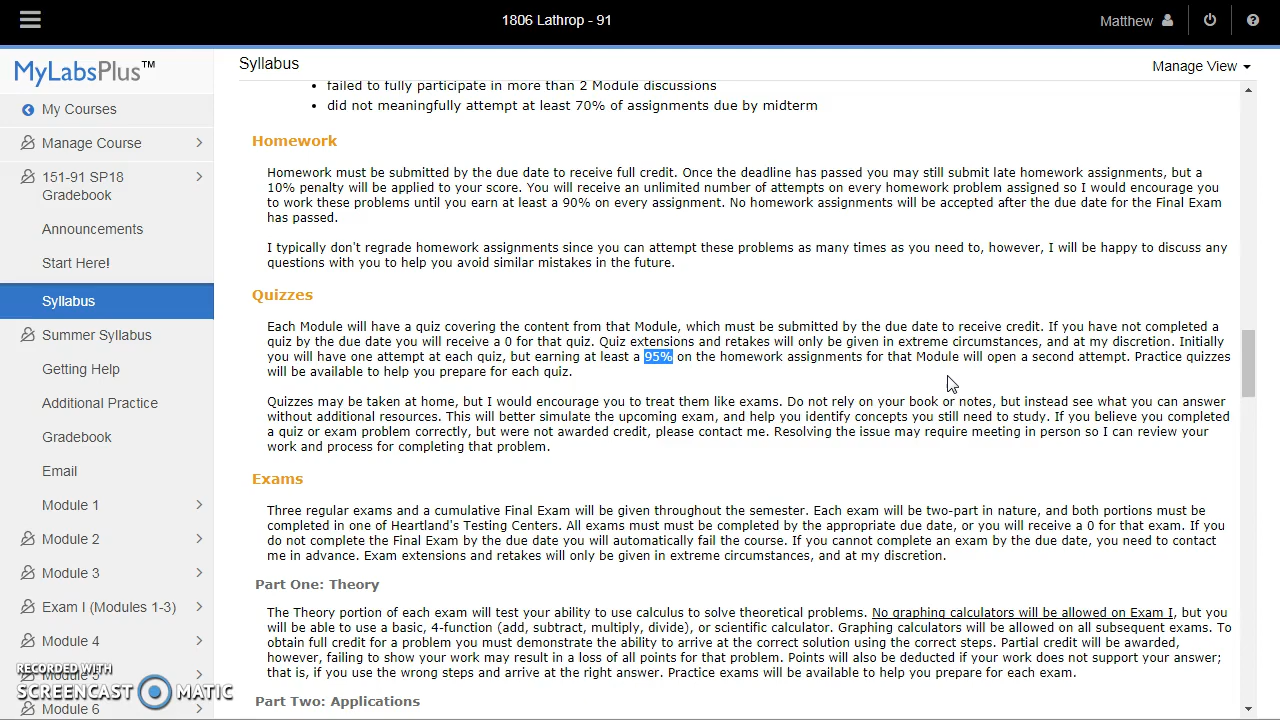 1806 Lathrop - 91
Matthew
MyLabsPlus™
My Courses
Manage Course
151-91 SP18
Gradebook
Announcements
Start Here!
Syllabus
Summer Syllabus
Getting Help
Additional Practice
Gradebook
Email
Module 1
Module 2
Module 3
Exam I (Modules 1-3)
Module 4
Module 5
Module 6
RECORDED WITH
SCREENCAST MATIC
Syllabus
Manage View
• failed to fully participate in more than 2 Module discussions
• did not meaningfully attempt at least 70% of assignments due by midterm
Homework
Homework must be submitted by the due date to receive full credit. Once the deadline has passed you may still submit late homework assignments, but a
10% penalty will be applied to your score. You will receive an unlimited number of attempts on every homework problem assigned so I would encourage you
to work these problems until you earn at least a 90% on every assignment. No homework assignments will be accepted after the due date for the Final Exam
has passed.
I typically don't regrade homework assignments since you can attempt these problems as many times as you need to, however, I will be happy to discuss any
questions with you to help you avoid similar mistakes in the future.
Quizzes
Each Module will have a quiz covering the content from that Module, which must be submitted by the due date to receive credit. If you have not completed a
quiz by the due date you will receive a 0 for that quiz. Quiz extensions and retakes will only be given in extreme circumstances, and at my discretion. Initially
you will have one attempt at each quiz, but earning at least a 95% on the homework assignments for that Module will open a second attempt. Practice quizzes
will be available to help you prepare for each quiz.
Quizzes may be taken at home, but I would encourage you to treat them like exams. Do not rely on your book or notes, but instead see what you can answer
without additional resources. This will better simulate the upcoming exam, and help you identify concepts you still need to study. If you believe you completed
a quiz or exam problem correctly, but were not awarded credit, please contact me. Resolving the issue may require meeting in person so I can review your
work and process for completing that problem.
Exams
Three regular exams and a cumulative Final Exam will be given throughout the semester. Each exam will be two-part in nature, and both portions must be
completed in one of Heartland's Testing Centers. All exams must must be completed by the appropriate due date, or you will receive a 0 for that exam. If you
do not complete the Final Exam by the due date you will automatically fail the course. If you cannot complete an exam by the due date, you need to contact
me in advance. Exam extensions and retakes will only be given in extreme circumstances, and at my discretion.
Part One: Theory
The Theory portion of each exam will test your ability to use calculus to solve theoretical problems. No graphing calculators will be allowed on Exam I, but you
will be able to use a basic, 4-function (add, subtract, multiply, divide), or scientific calculator. Graphing calculators will be allowed on all subsequent exams. To
obtain full credit for a problem you must demonstrate the ability to arrive at the correct solution using the correct steps. Partial credit will be awarded,
however, failing to show your work may result in a loss of all points for that problem. Points will also be deducted if your work does not support your answer;
that is, if you use the wrong steps and arrive at the right answer. Practice exams will be available to help you prepare for each exam.
Part Two: Applications